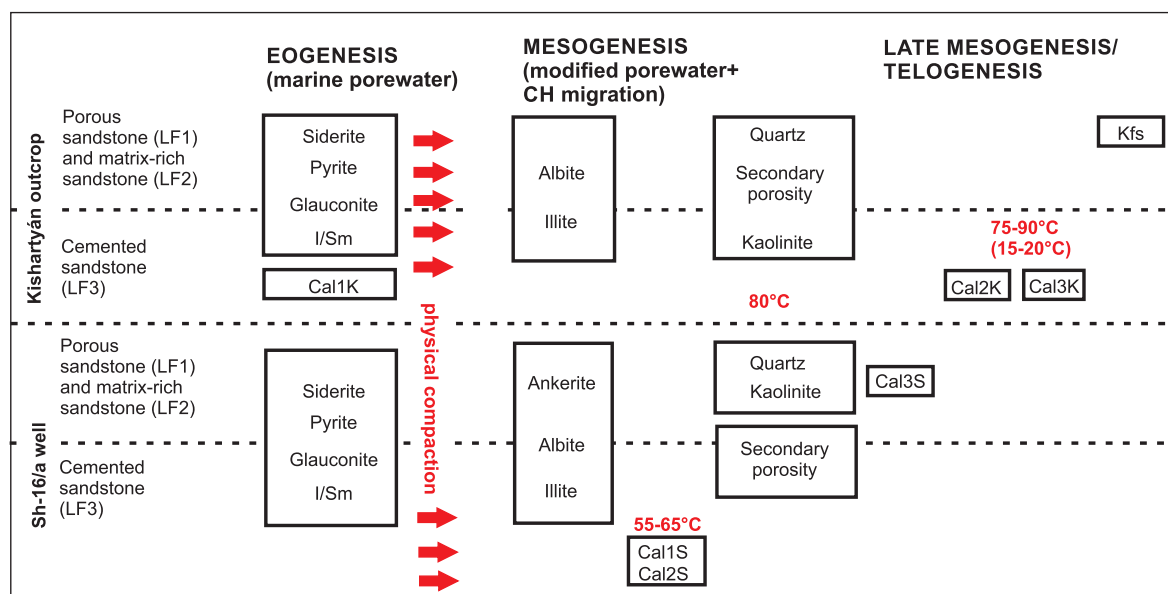 EOGENESIS
(marine porewater)
MESOGENESIS
(modified porewater+
CH migration)
LATE MESOGENESIS/
TELOGENESIS
Kishartyán outcrop
Porous
sandstone (LF1)
and matrix-rich
sandstone (LF2)
Siderite
Pyrite
Glauconite
I/Sm
Albite
Illite
Quartz
Secondary
porosity
Kaolinite
Kfs
Cemented
sandstone
(LF3)
Cal1K
75-90°C
(15-20°C)
Cal2K
Cal3K
80°C
physical compaction
Sh-16/a well
Porous
sandstone (LF1)
and matrix-rich
sandstone (LF2)
Siderite
Pyrite
Glauconite
I/Sm
Ankerite
Albite
Illite
Quartz
Kaolinite
Cal3S
Cemented
sandstone
(LF3)
Secondary
porosity
55-65°C
Cal1S
Cal2S